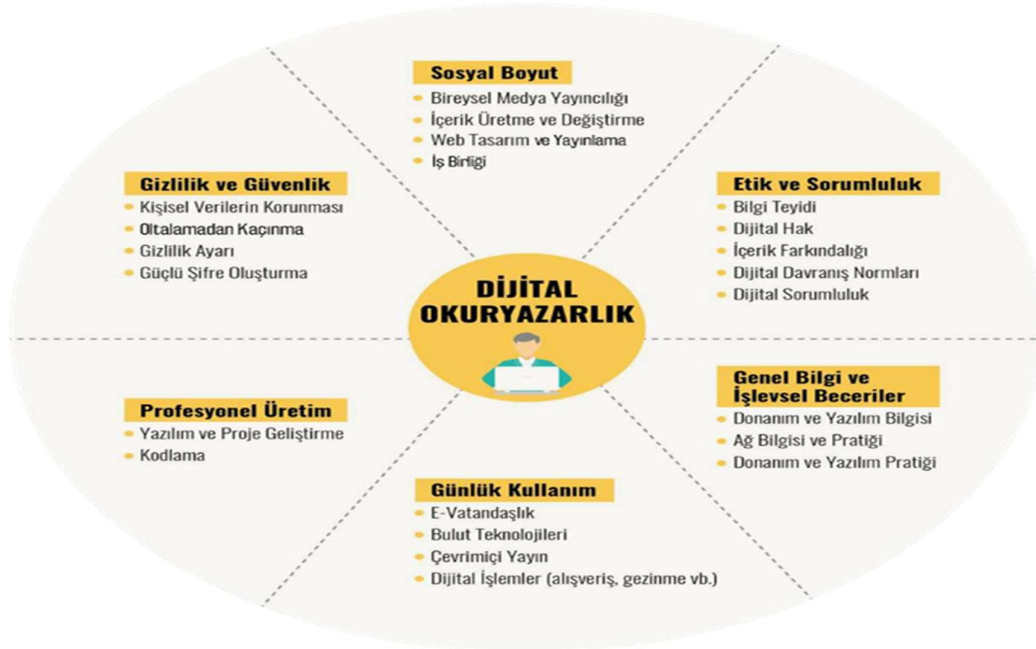 Sosyal Boyut
Bireysel Medya Yayıncılığı
İçerik Üretme ve Değiştirme
Web Tasarım ve Yayınlama
İş Birliği
Gizlilik ve Güvenlik
Kişisel Verilerin Korunması
Oltalamadan Kaçınma
Gizlilik Ayarı
Güçlü Şifre Oluşturma
Etik ve Sorumluluk
Bilgi Teyidi
Dijital Hak
İçerik Farkındalığı
Dijital Davranış Normları
Dijital Sorumluluk
DİJİTAL
OKURYAZARLIK
Profesyonel Üretim
Yazılım ve Proje Geliştirme
Kodlama
Genel Bilgi ve
İşlevsel Beceriler
Donanım ve Yazılım Bilgisi
Ağ Bilgisi ve Pratiği
Donanım ve Yazılım Pratiği
Günlük Kullanım
E-Vatandaşlık
Bulut Teknolojileri
Çevrimiçi Yayın
Dijital İşlemler (alışveriş, gezinme vb.)